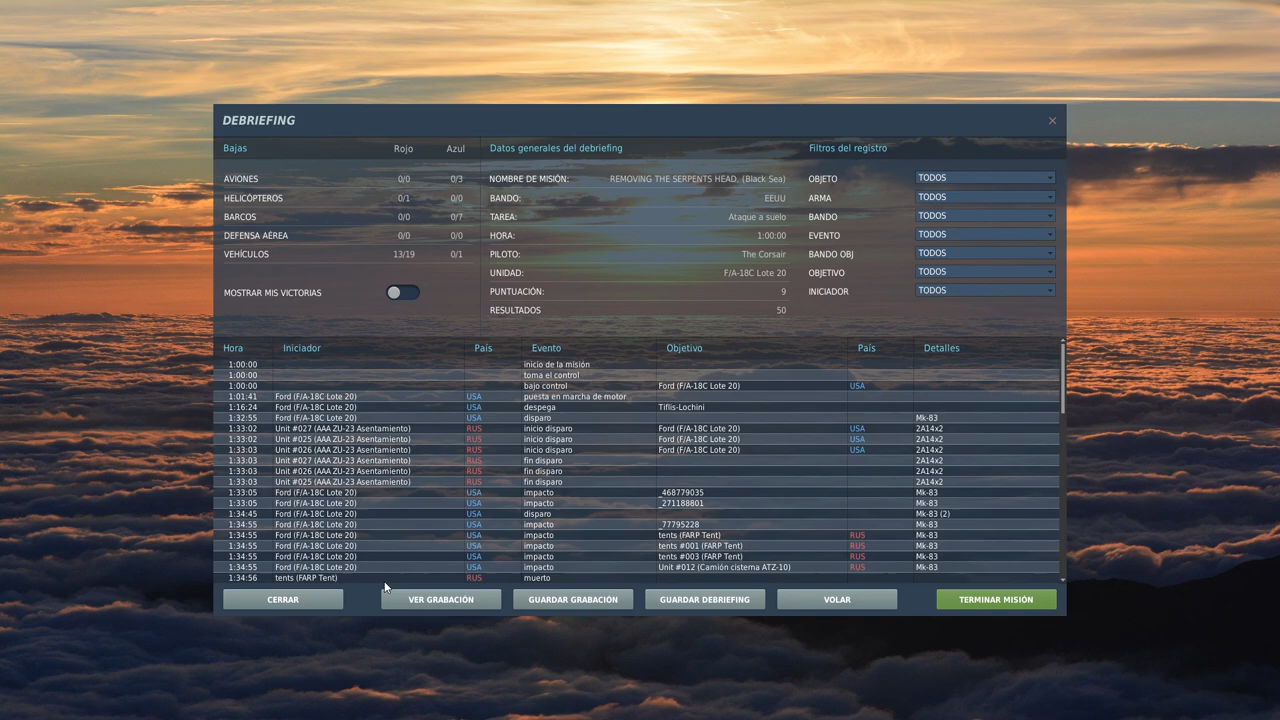 DEBRIEFING
Bajas Rojo Azul Datos generales del debriefing Filtros del registro
AVIONES 0/0 0/3 NOMBRE DE MISIÓN: REMOVING THE SERPENTS HEAD. (Black Sea) OBJETO TODOS
HELICÓPTEROS 0/1 0/0 BANDO: EEUU ARMA TODOS
BARCOS 0/0 0/7 TAREA: Ataque a suelo BANDO TODOS
DEFENSA AÉREA 0/0 0/0 HORA: 1:00:00 EVENTO TODOS
VEHÍCULOS 13/19 0/1 PILOTO: The Corsair BANDO OBJ TODOS
UNIDAD: F/A-18C Lote 20 OBJETIVO TODOS
MOSTRAR MIS VICTORIAS PUNTUACIÓN: 9 INICIADOR TODOS
RESULTADOS 50
Hora Iniciador País Evento Objetivo País Detalles
1:00:00 inicio de la misión
1:00:00 toma el control
1:00:00 bajo control Ford (F/A-18C Lote 20) USA
1:01:41 Ford (F/A-18C Lote 20) USA puesta en marcha de motor
1:16:24 Ford (F/A-18C Lote 20) USA despega Tiflis-Lochini
1:32:55 Ford (F/A-18C Lote 20) USA disparo Mk-83
1:33:02 Unit #027 (AAA ZU-23 Asentamiento) RUS inicio disparo Ford (F/A-18C Lote 20) USA 2A14x2
1:33:02 Unit #025 (AAA ZU-23 Asentamiento) RUS inicio disparo Ford (F/A-18C Lote 20) USA 2A14x2
1:33:03 Unit #026 (AAA ZU-23 Asentamiento) RUS inicio disparo Ford (F/A-18C Lote 20) USA 2A14x2
1:33:03 Unit #027 (AAA ZU-23 Asentamiento) RUS fin disparo 2A14x2
1:33:03 Unit #026 (AAA ZU-23 Asentamiento) RUS fin disparo 2A14x2
1:33:03 Unit #025 (AAA ZU-23 Asentamiento) RUS fin disparo 2A14x2
1:33:05 Ford (F/A-18C Lote 20) USA impacto _468779035 Mk-83
1:33:05 Ford (F/A-18C Lote 20) USA impacto _271188801 Mk-83
1:34:45 Ford (F/A-18C Lote 20) USA disparo Mk-83 (2)
1:34:55 Ford (F/A-18C Lote 20) USA impacto _77795228 Mk-83
1:34:55 Ford (F/A-18C Lote 20) USA impacto tents (FARP Tent) RUS Mk-83
1:34:55 Ford (F/A-18C Lote 20) USA impacto tents #001 (FARP Tent) RUS Mk-83
1:34:55 Ford (F/A-18C Lote 20) USA impacto tents #003 (FARP Tent) RUS Mk-83
1:34:55 Ford (F/A-18C Lote 20) USA impacto Unit #012 (Camión cisterna ATZ-10) RUS Mk-83
1:34:56 tents (FARP Tent) RUS muerto
CERRAR VER GRABACIÓN GUARDAR GRABACIÓN GUARDAR DEBRIEFING VOLAR TERMINAR MISIÓN